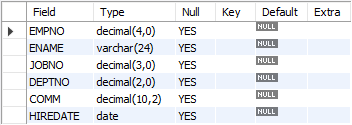 Field Type Null Key Default Extra
EMPNO decimal(4,0) YES NULL
ENAME varchar(24) YES NULL
JOBNO decimal(3,0) YES NULL
DEPTNO decimal(2,0) YES NULL
COMM decimal(10,2) YES NULL
HIREDATE date YES NULL